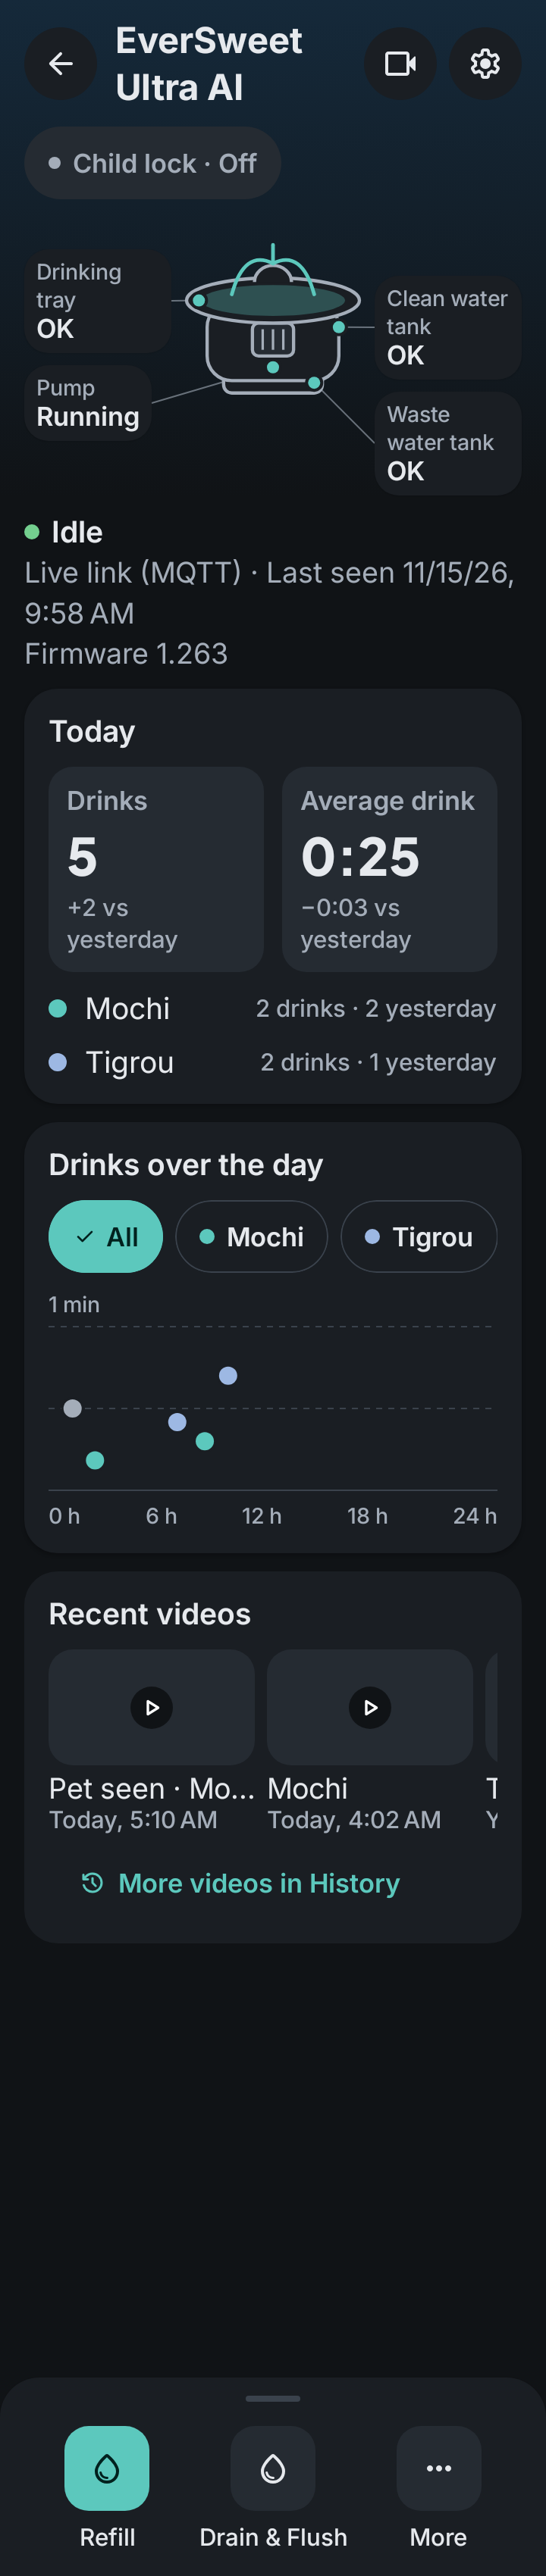 EverSweet
Ultra AI
Child lock · Off
Drinking
tray
OK
Clean water
tank
OK
Pump
Running
Waste
water tank
OK
Idle
Live link (MQTT) · Last seen 11/15/26,
9:58 AM
Firmware 1.263
Today
Drinks
5
+2 vs
yesterday
Average drink
0:25
−0:03 vs
yesterday
Mochi
2 drinks · 2 yesterday
Tigrou
2 drinks · 1 yesterday
Drinks over the day
All
Mochi
Tigrou
1 min
0 h
6 h
12 h
18 h
24 h
Recent videos
Pet seen · Mo...
Today, 5:10 AM
Mochi
Today, 4:02 AM
More videos in History
Refill
Drain & Flush
More